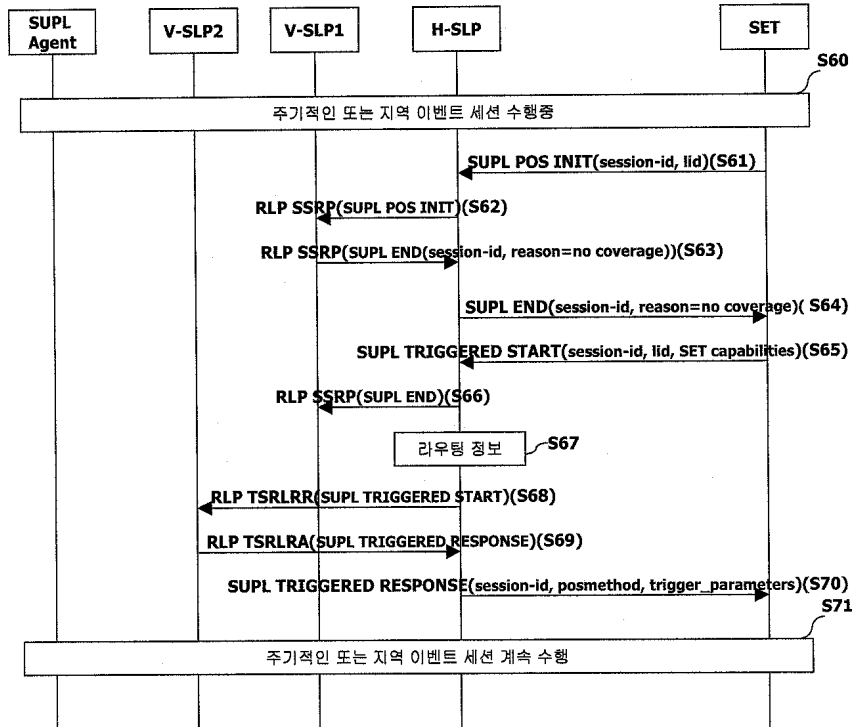 SUPL
Agent
V-SLP2
V-SLP1
H-SLP
SET
S60
주기적인 또는 지역 이벤트 세션 수행중
SUPL POS INIT(session-id, lid)(S61)
RLP SSRP(SUPL POS INIT)(S62)
RLP SSRP(SUPL END(session-id, reason=no coverage))(S63)
SUPL END(session-id, reason=no coverage)( S64)
SUPL TRIGGERED START(session-id, lid, SET capabilities)(S65)
RLP SSRP(SUPL END)(S66)
라우팅 정보
S67
RLP TSRLRR(SUPL TRIGGERED START)(S68)
RLP TSRLRA(SUPL TRIGGERED RESPONSE)(S69)
SUPL TRIGGERED RESPONSE(session-id, posmethod, trigger_parameters)(S70)
S71
주기적인 또는 지역 이벤트 세션 계속 수행